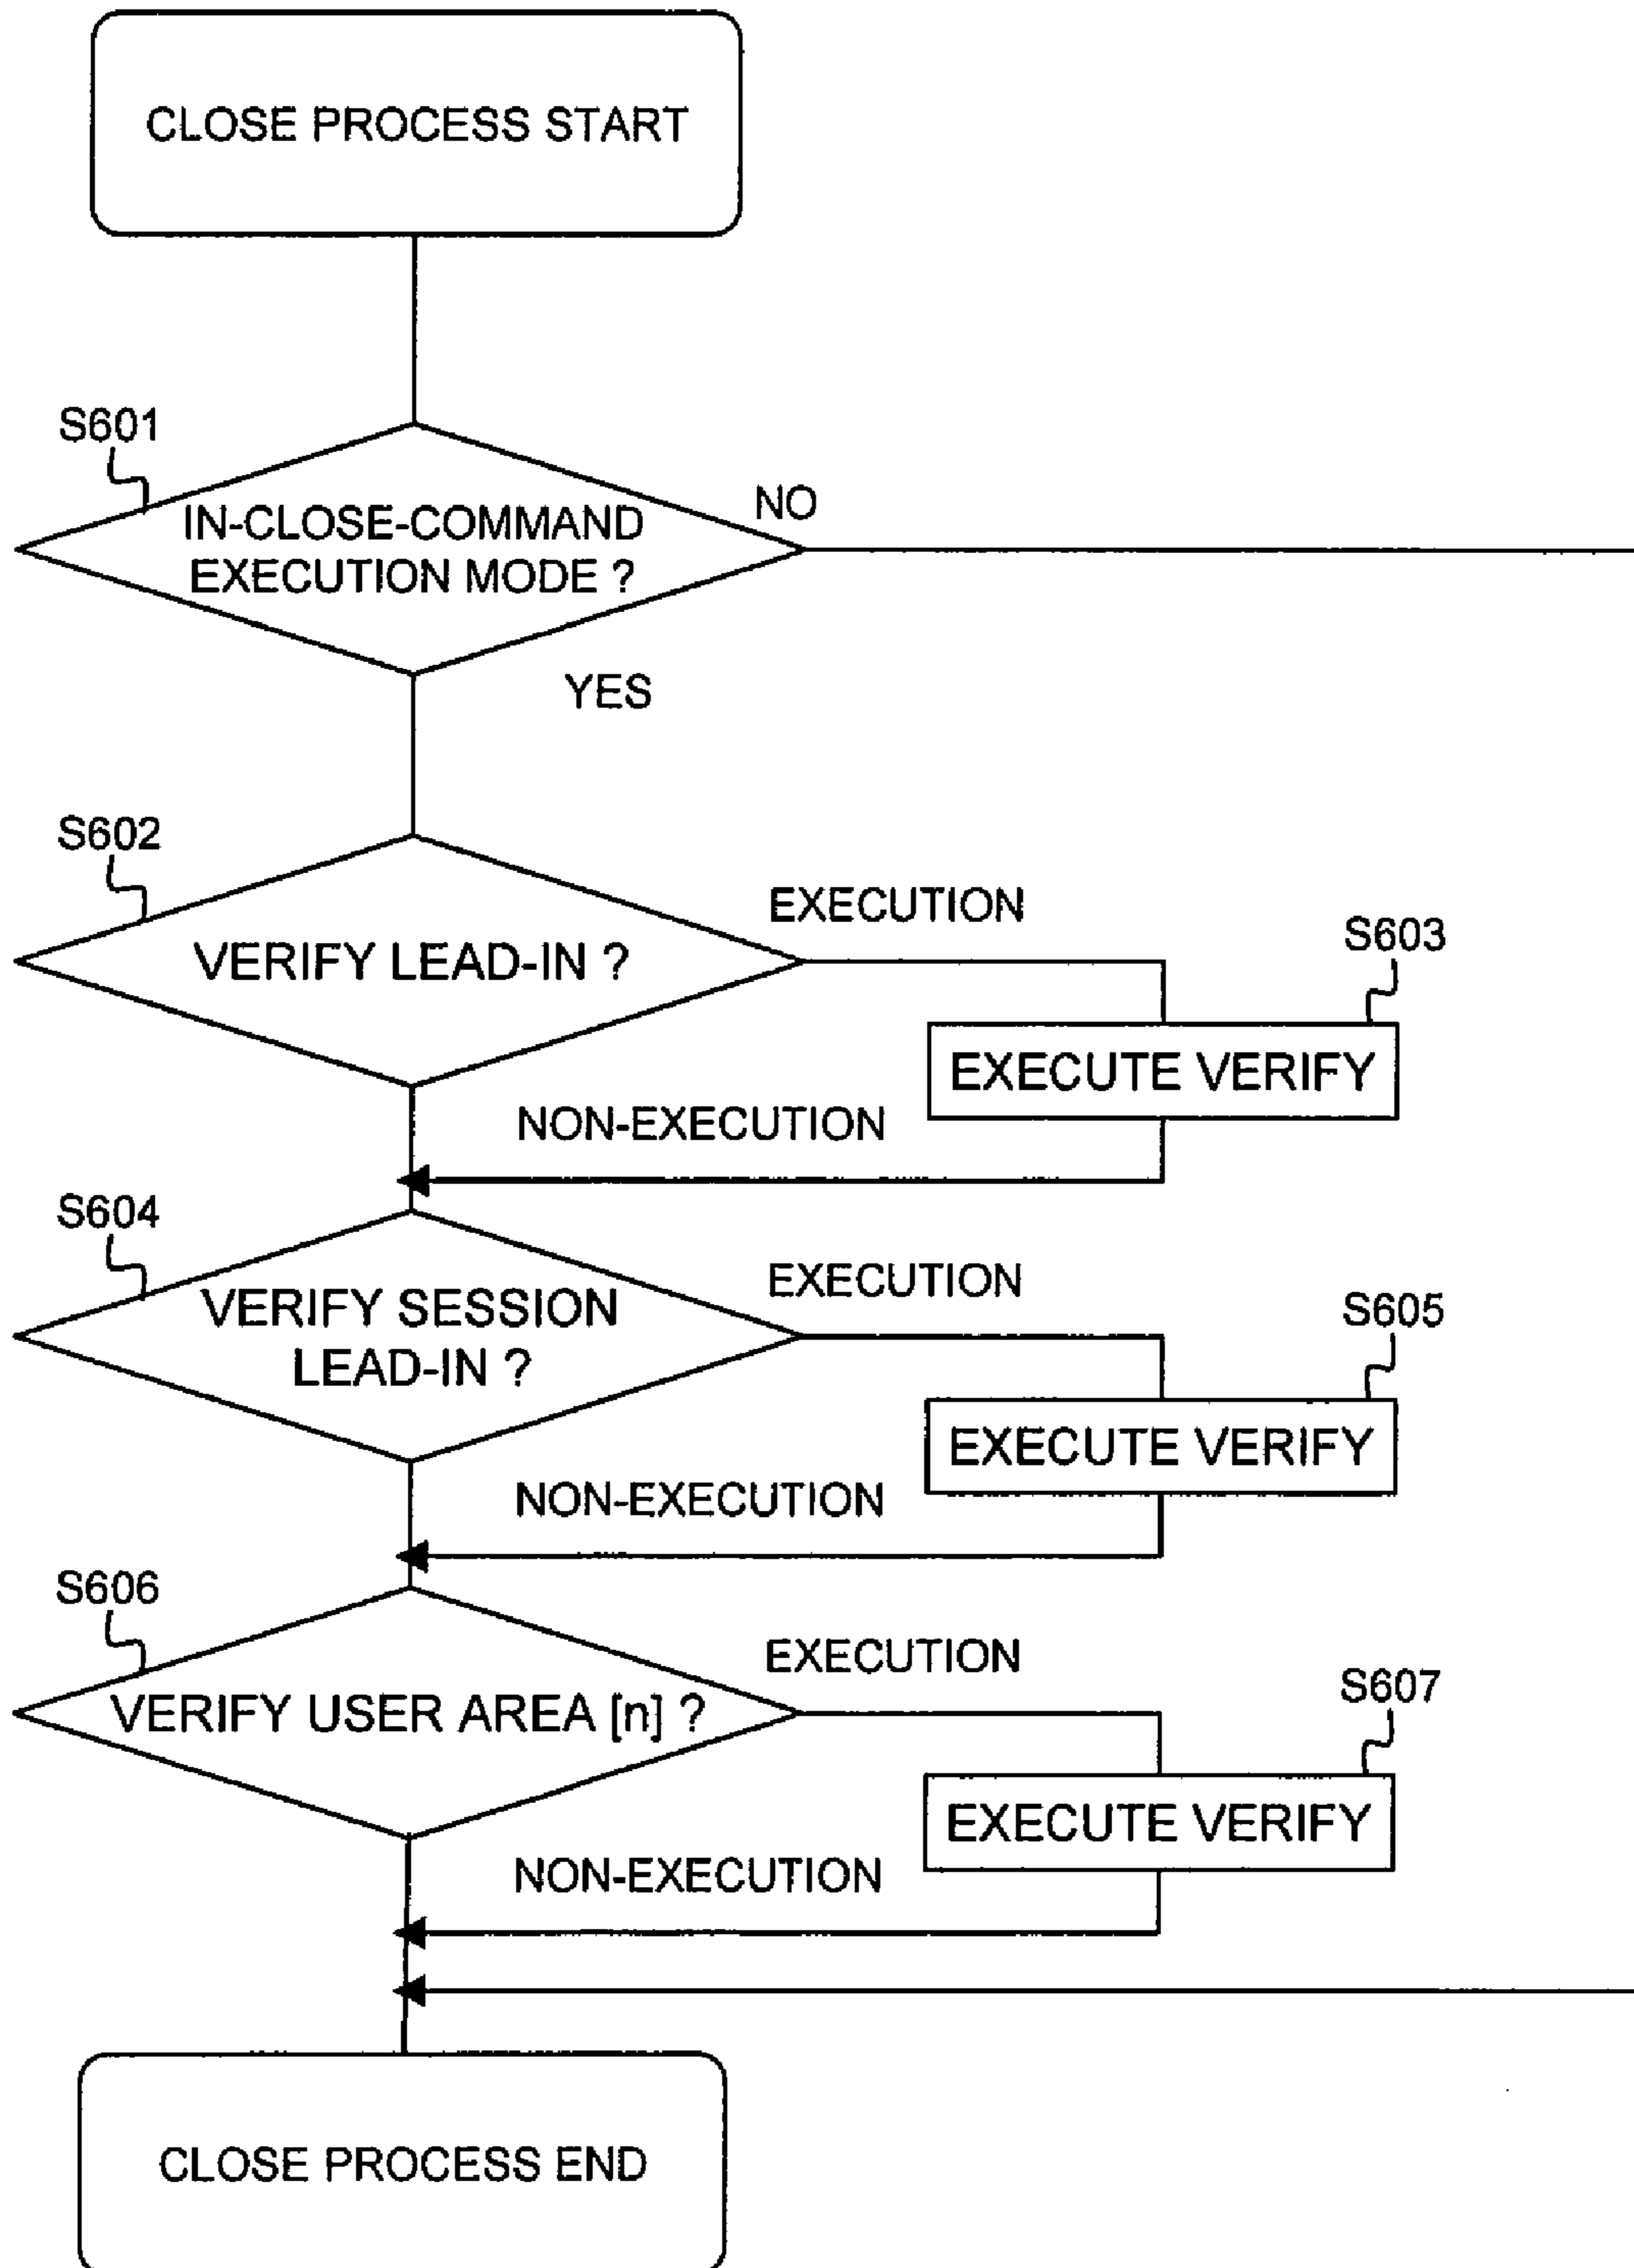 CLOSE PROCESS START
S601
IN-CLOSE-COMMAND
EXECUTION MODE ?
NO
YES
S602
VERIFY LEAD-IN ?
EXECUTION
S603
EXECUTE VERIFY
NON-EXECUTION
S604
VERIFY SESSION
LEAD-IN ?
EXECUTION
S605
EXECUTE VERIFY
NON-EXECUTION
S606
VERIFY USER AREA [n] ?
EXECUTION
S607
EXECUTE VERIFY
NON-EXECUTION
CLOSE PROCESS END